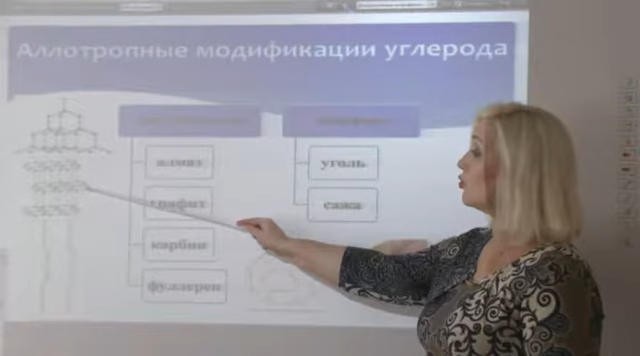 Аллотропные модификации углерода
алмаз
уголь
графит
сажа
карбин
фуллерен